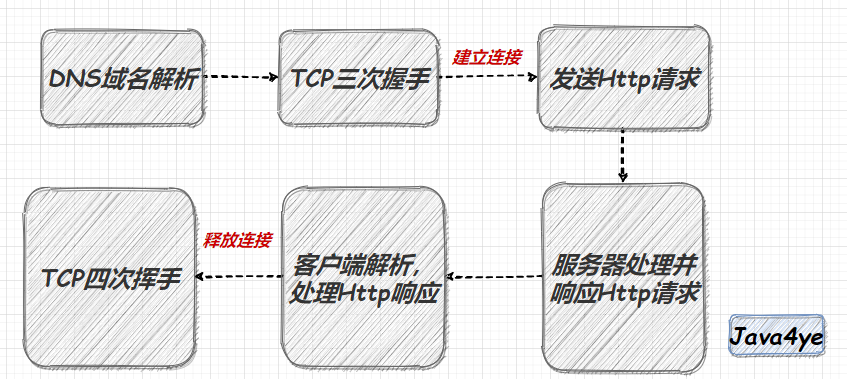 DNS域名解析
TCP三次握手
建立连接
发送Http请求
服务器处理并
响应Http请求
客户端解析，
处理Http响应
释放连接
TCP四次挥手
Java4ye